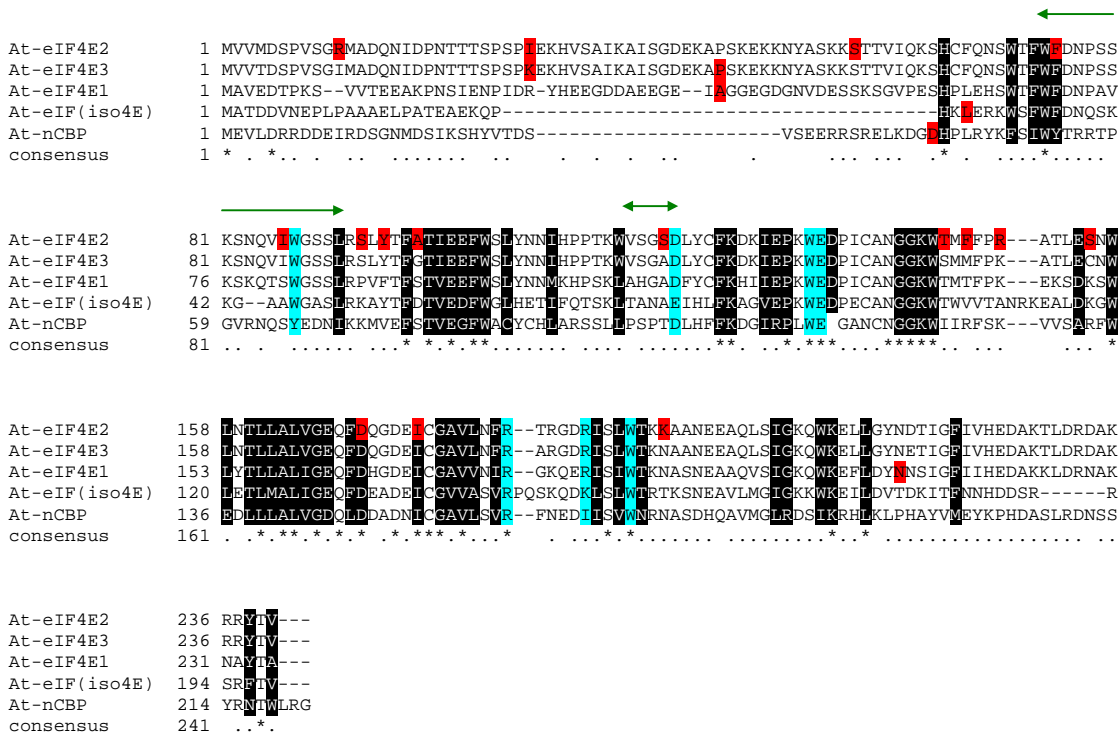 At-eIF4E2 1 MVVMDSPVSGRMADQNIDPNTTTSPSPIEKHVSAIKAISGDEKAPSKEKKNYASKKSTTVIQKSHCFQNSWTFWFDNPSS
At-eIF4E3 1 MVVTDSPVSGIMADQNIDPNTTTSPSPKEKHVSAIKAISGDEKAPSKEKKNYASKKSTTVIQKSHCFQNSWTFWFDNPSS
At-eIF4E1 1 MAVEDTPKS--VVTEEAKPNSIENPIDR-YHEEGDDAEEGE-IAGGEGDGNVDESSKSGVPESHPLEHSWTFWFDNPAV
At-eIF(iso4E) 1 MATDDVNEPLPAAAELPATEAEKQP---------------------------------------HKLERKWSFWFDNQSK
At-nCBP 1 MEVLDRRDDEIRDSGNMDSIKSHYVTDS----------------------VSEERRSRELKDGDHPLRYKFSIWYTRRTP
consensus 1 * . .* .. .. . .. . . . . . . .. .. . . . .* . . . ....*.....
At-eIF4E2 81 KSNQVIWGSSLRSLYTFATIEEFWSLYNNIHPPTKWVSGSDLYCFKDKIEPKWEDPICANGGKWTMFFPR---ATLESNW
At-eIF4E3 81 KSNQVIWGSSLRSLYTFGTIEEFWSLYNNIHPPTKWVSGADLYCFKDKIEPKWEDPICANGGKWSMMFPK---ATLECNW
At-eIF4E1 76 KSKQTSWGSSLRPVFTFSTVEEFWSLYNNMKHPSKLAHGADFYCFKHIIEPKWEDPICANGGKWTMTFPK---EKSDKSW
At-eIF(iso4E) 42 KG--AAWGASLRKAYTFDTVEDFWGLHETIFQTSKLTANAEIHLFKAGVEPKWEDPECANGGKWTWVVTANRKEALDKGW
At-nCBP 59 GVRNQSYEDNIKKMVEFSTVEGFWACYCHLARSSLLPSPTDLHFFKDGIRPLWE GANCNGGKWIIRFSK---VVSARFW
consensus 81 . .. . .. .. .. .* *.*.** . . .. ... .. .. . . ..**....*.***. . ..*****.. .. . . . .*
At-eIF4E2 158 LNTLLALVGEQFDQGDEICGAVLNFR--TRGDRISLWTKKAANEEAQLSIGKQWKELLGYNDTIGFIVHEDAKTLDRDAK
At-eIF4E3 158 LNTLLALVGEQFDQGDEICGAVLNFR--ARGDRISLWTKNAANEEAQLSIGKQWKELLGYNETIGFIVHEDAKTLDRDAK
At-eIF4E1 153 LYTLLALIGEQFDHGDEICGAVVNIR--GKQERISIWTKNASNEAAQVSIGKQWKEFLDYNNSIGFIIHEDAKKLDRNAK
At-eIF(iso4E) 120 LETLMALIGEQFDEADEICGVVASVRPQSKQDKLSLWTRTKSNEAVLMGIGKKWKEILDVTDKITFNNHDDSR------R
At-nCBP 136 EDLLLALVGDQLDDADNICGAVLSVR--FNEDIISVWNRNASDHQAVMGLRDSIKRHLKLPHAYVMEYKPHDASLRDNSS
consensus 161 . .*.**.*.*.* .*.***.*...* ....*.*..................*..*......................
At-eIF4E2 236 RRYTV---
At-eIF4E3 236 RRYTV---
At-eIF4E1 231 NAYTA---
At-eIF(iso4E) 194 SRFTV---
At-nCBP 214 YRNTWLRG
consensus 241 ..*.